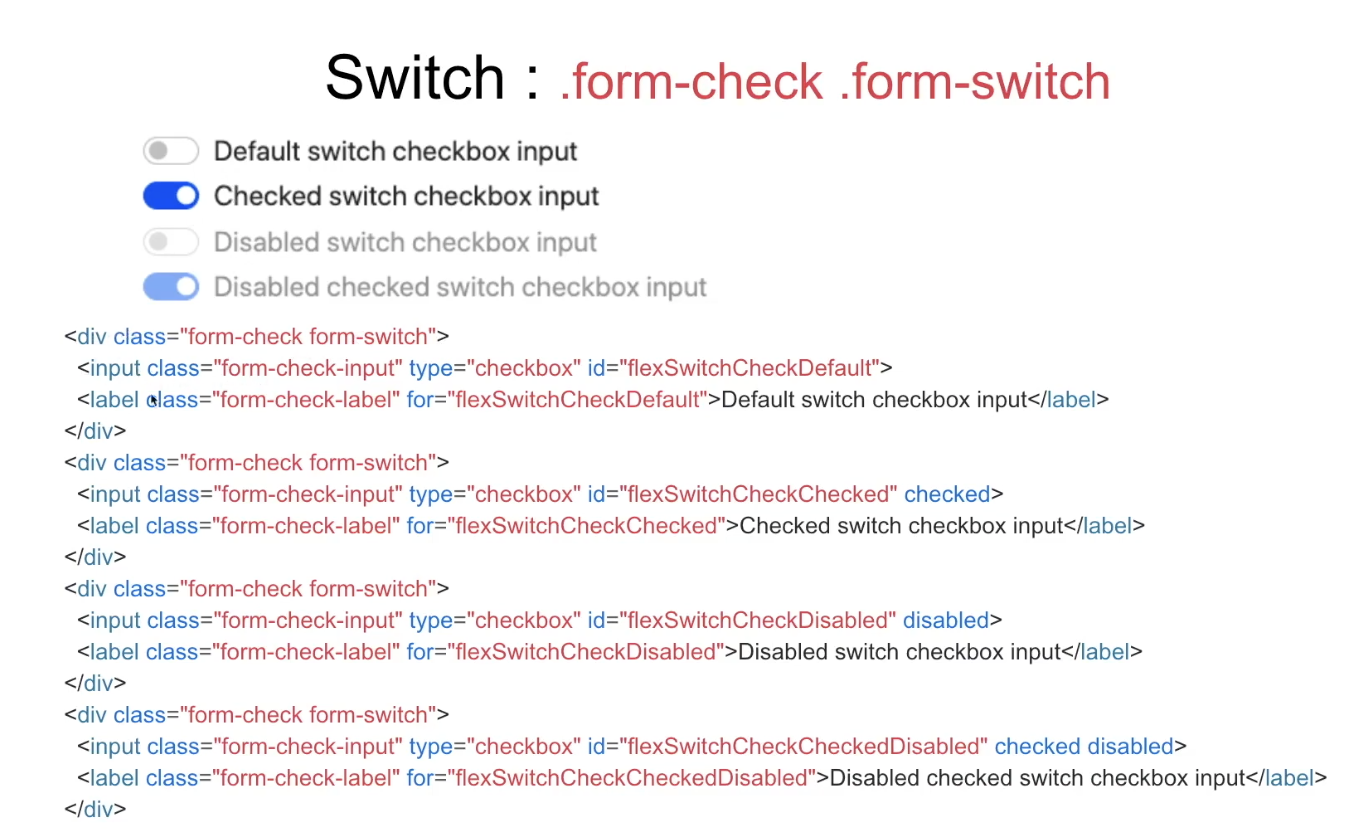 Switch : .form-check .form-switch
Default switch checkbox input
Checked switch checkbox input
Disabled switch checkbox input
Disabled checked switch checkbox input
<div class="form-check form-switch">
  <input class="form-check-input" type="checkbox" id="flexSwitchCheckDefault">
  <label class="form-check-label" for="flexSwitchCheckDefault">Default switch checkbox input</label>
</div>
<div class="form-check form-switch">
  <input class="form-check-input" type="checkbox" id="flexSwitchCheckChecked" checked>
  <label class="form-check-label" for="flexSwitchCheckChecked">Checked switch checkbox input</label>
</div>
<div class="form-check form-switch">
  <input class="form-check-input" type="checkbox" id="flexSwitchCheckDisabled" disabled>
  <label class="form-check-label" for="flexSwitchCheckDisabled">Disabled switch checkbox input</label>
</div>
<div class="form-check form-switch">
  <input class="form-check-input" type="checkbox" id="flexSwitchCheckCheckedDisabled" checked disabled>
  <label class="form-check-label" for="flexSwitchCheckCheckedDisabled">Disabled checked switch checkbox input</label>
</div>